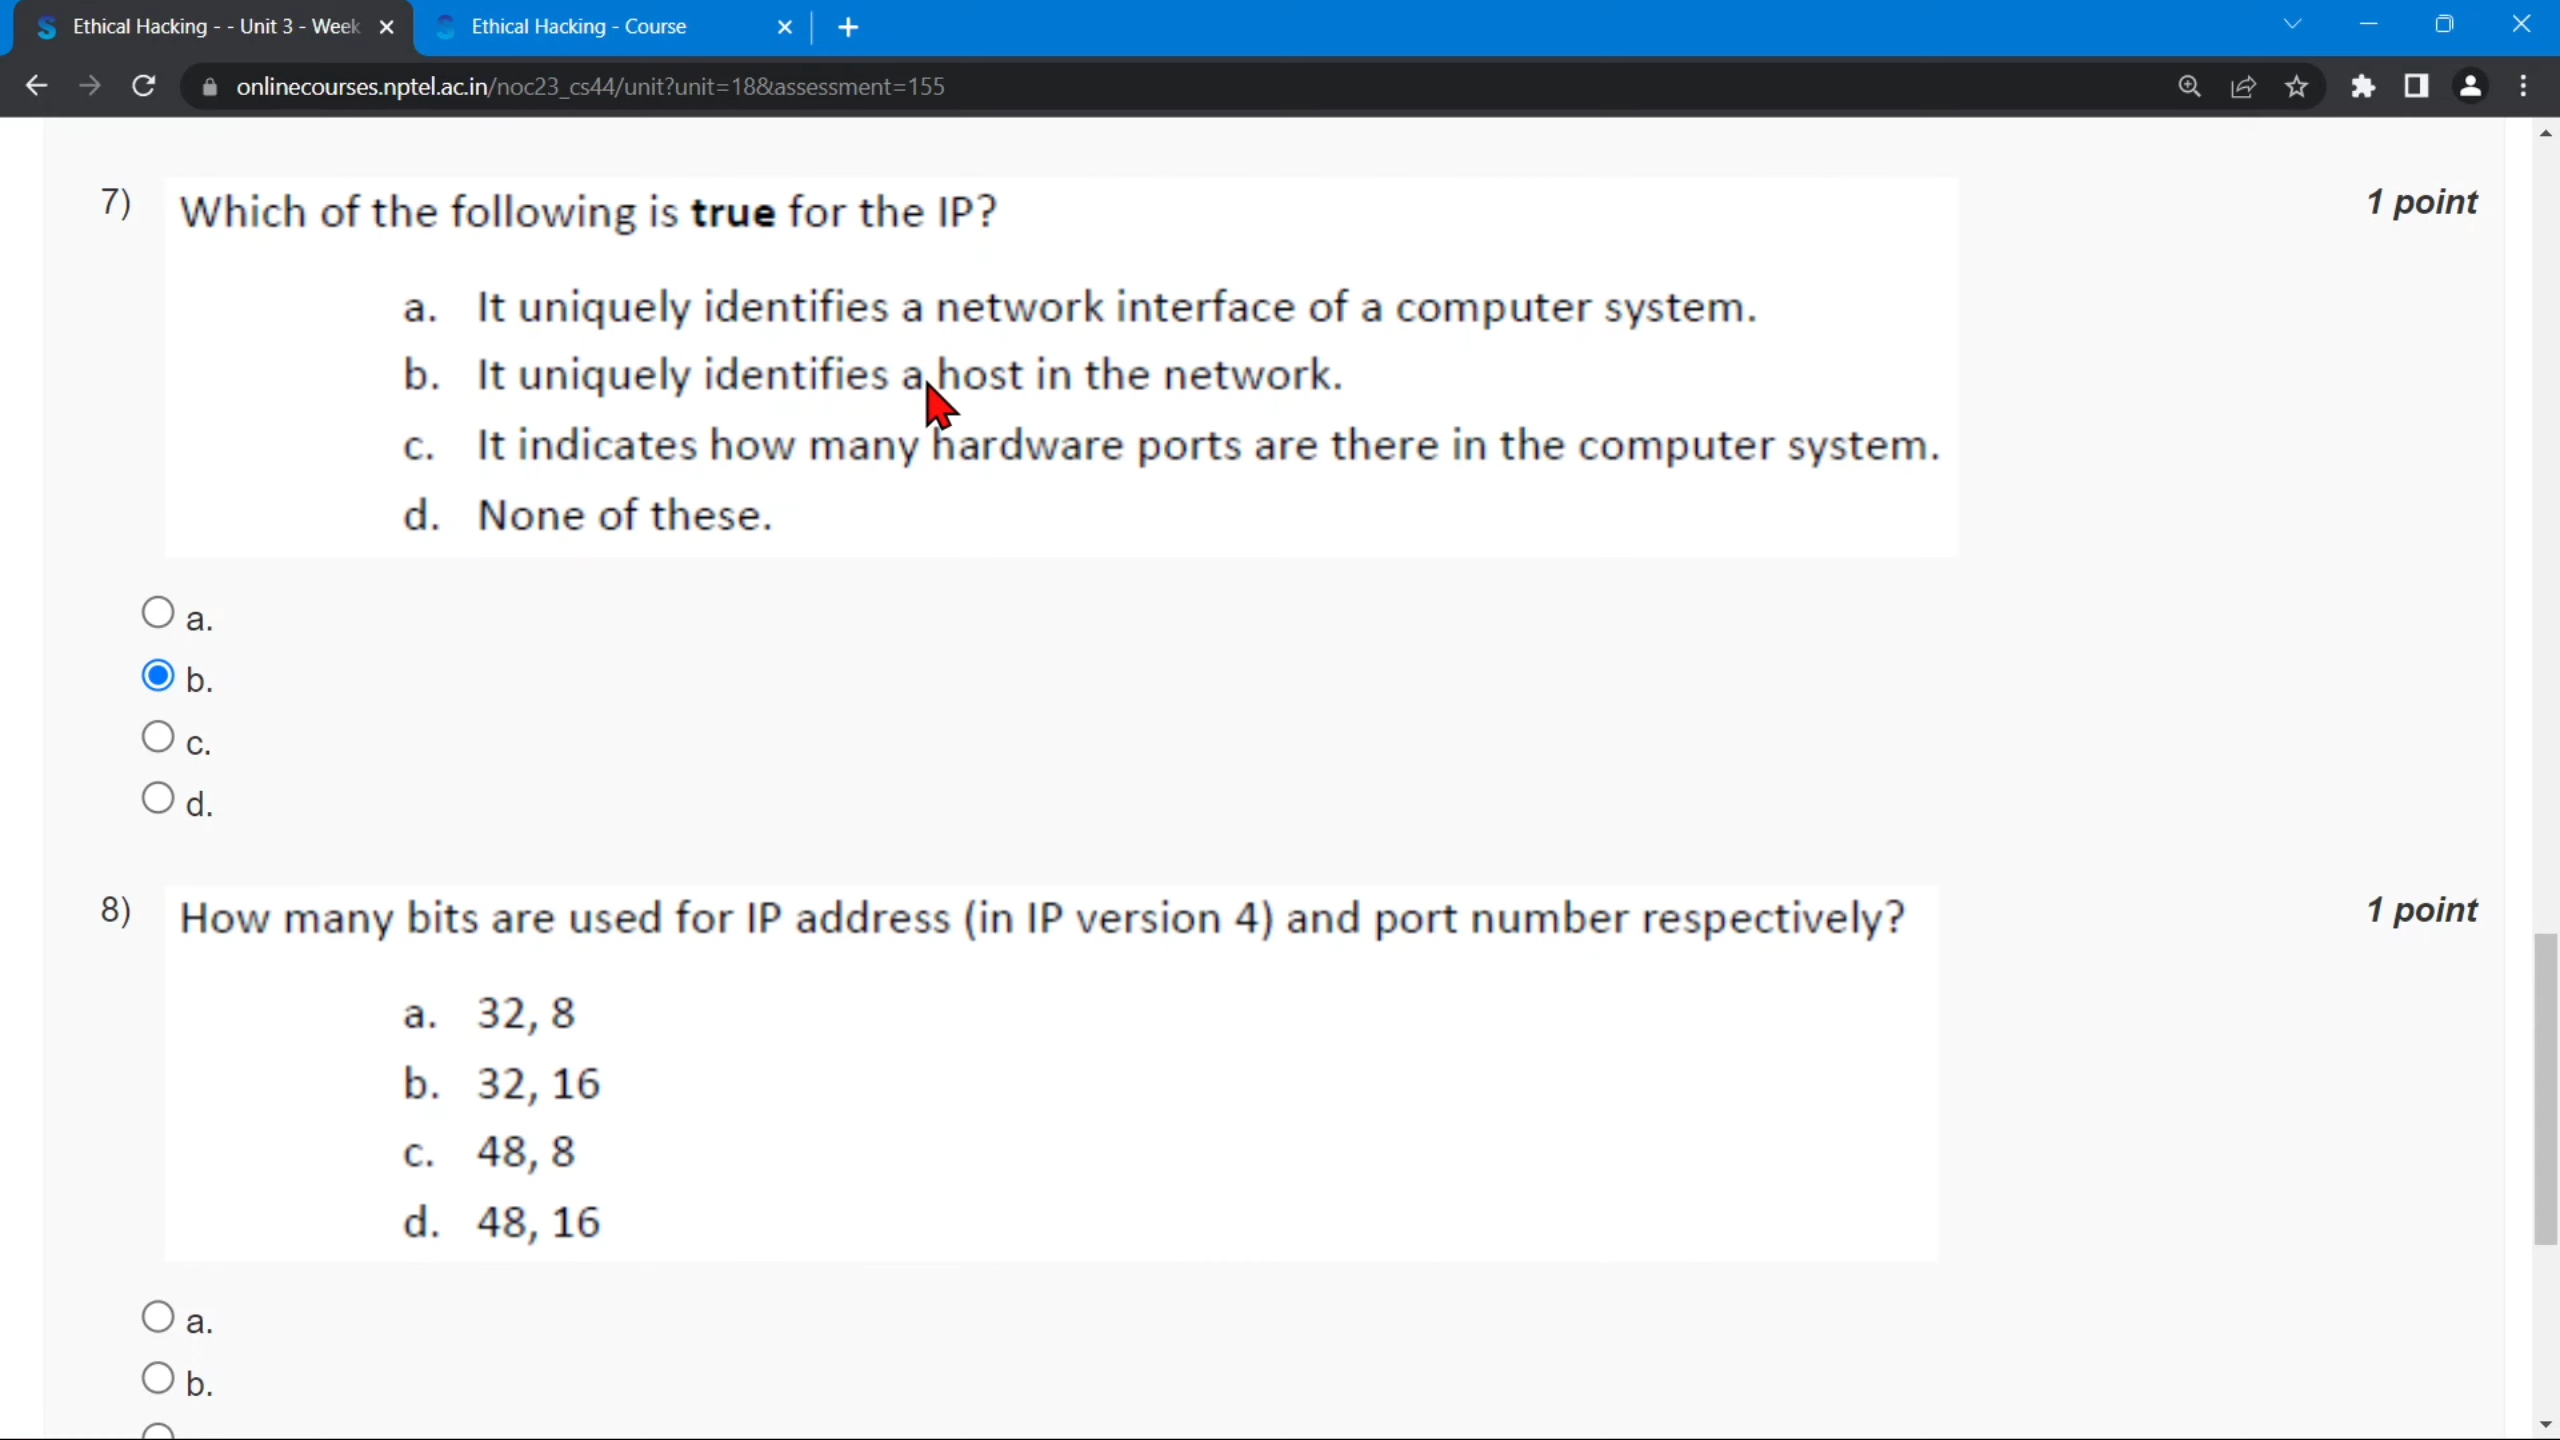 Ethical Hacking - - Unit 3 - Week
Ethical Hacking - Course
onlinecourses.nptel.ac.in/noc23_cs44/unit?unit=18&assessment=155
7) Which of the following is true for the IP? 1 point
a. It uniquely identifies a network interface of a computer system.
b. It uniquely identifies a host in the network.
c. It indicates how many hardware ports are there in the computer system.
d. None of these.
a.
b.
c.
d.
8) How many bits are used for IP address (in IP version 4) and port number respectively? 1 point
a. 32, 8
b. 32, 16
c. 48, 8
d. 48, 16
a.
b.